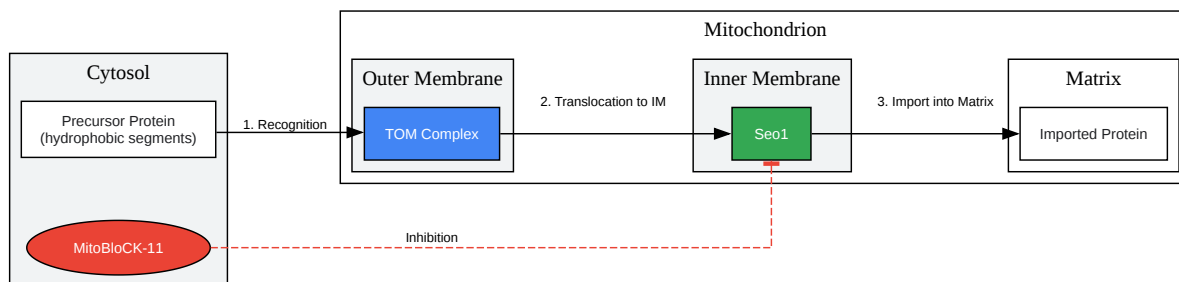 Mitochondrion
Cytosol
Outer Membrane
Inner Membrane
Matrix
Precursor Protein
(hydrophobic segments)
1. Recognition
TOM Complex
2. Translocation to IM
Seo1
3. Import into Matrix
Imported Protein
MitoBloCK-11
Inhibition